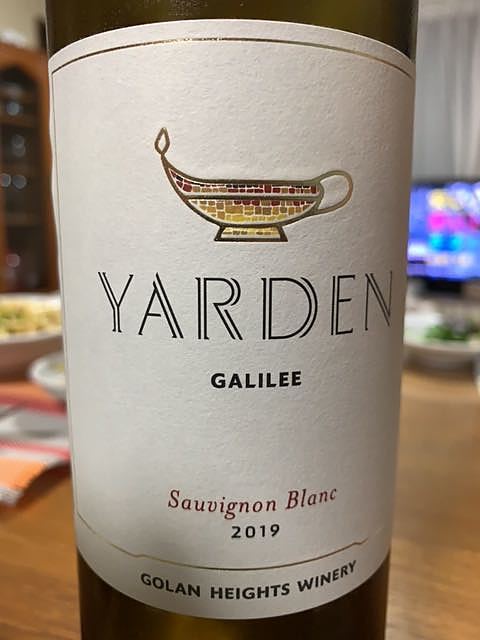 YARDEN
GALILEE
Sauvignon Blanc
2019
GOLAN HEIGHTS WINERY